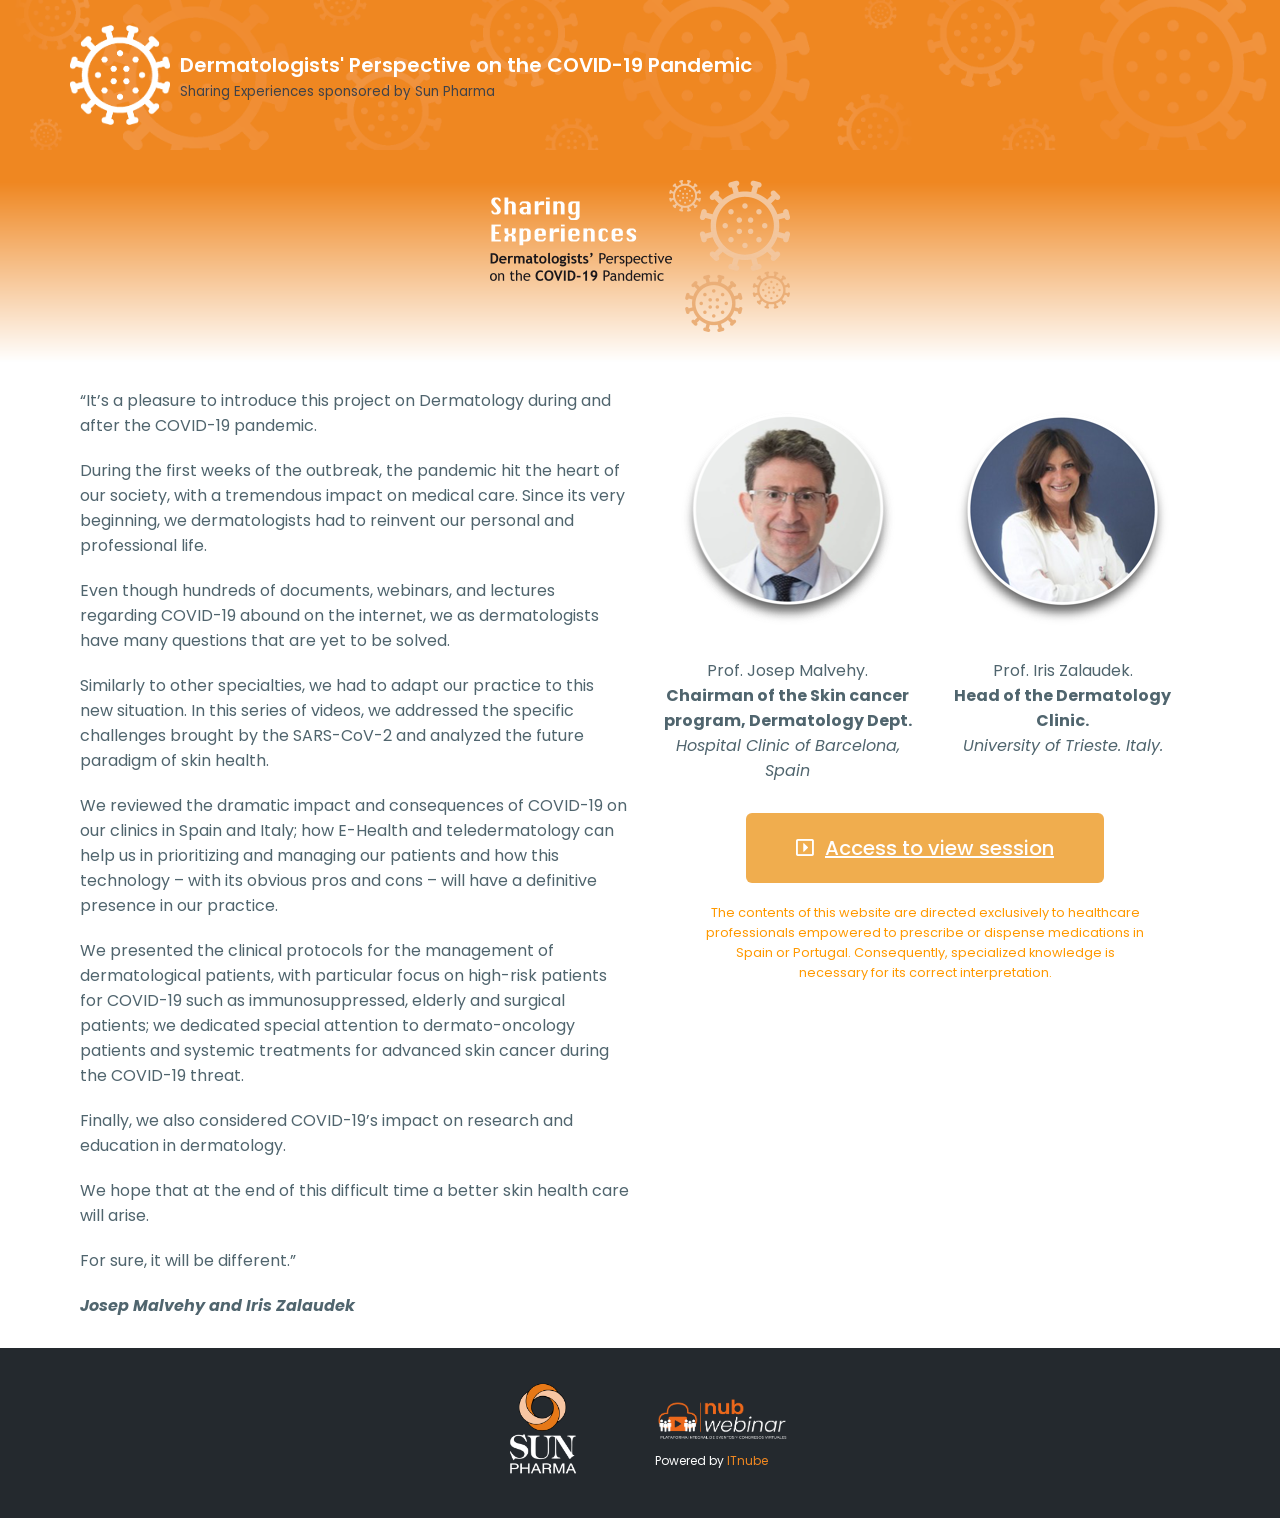 Dermatologists' Perspective on the COVID-19 Pandemic
Sharing Experiences sponsored by Sun Pharma
Sharing
Experiences
Dermatologists’ Perspective
on the COVID-19 Pandemic
“It’s a pleasure to introduce this project on Dermatology during and
after the COVID-19 pandemic.
During the first weeks of the outbreak, the pandemic hit the heart of
our society, with a tremendous impact on medical care. Since its very
beginning, we dermatologists had to reinvent our personal and
professional life.
Even though hundreds of documents, webinars, and lectures
regarding COVID-19 abound on the internet, we as dermatologists
have many questions that are yet to be solved.
Similarly to other specialties, we had to adapt our practice to this
new situation. In this series of videos, we addressed the specific
challenges brought by the SARS-CoV-2 and analyzed the future
paradigm of skin health.
We reviewed the dramatic impact and consequences of COVID-19 on
our clinics in Spain and Italy; how E-Health and teledermatology can
help us in prioritizing and managing our patients and how this
technology – with its obvious pros and cons – will have a definitive
presence in our practice.
We presented the clinical protocols for the management of
dermatological patients, with particular focus on high-risk patients
for COVID-19 such as immunosuppressed, elderly and surgical
patients; we dedicated special attention to dermato-oncology
patients and systemic treatments for advanced skin cancer during
the COVID-19 threat.
Finally, we also considered COVID-19’s impact on research and
education in dermatology.
We hope that at the end of this difficult time a better skin health care
will arise.
For sure, it will be different.”
Josep Malvehy and Iris Zalaudek
Prof. Josep Malvehy.
Chairman of the Skin cancer
program, Dermatology Dept.
Hospital Clinic of Barcelona,
Spain
Prof. Iris Zalaudek.
Head of the Dermatology
Clinic.
University of Trieste. Italy.
Access to view session
The contents of this website are directed exclusively to healthcare
professionals empowered to prescribe or dispense medications in
Spain or Portugal. Consequently, specialized knowledge is
necessary for its correct interpretation.
SUN
PHARMA
nub
webinar
PLATAFORMA INTEGRAL DE EVENTOS Y CONGRESOS VIRTUALES
Powered by ITnube